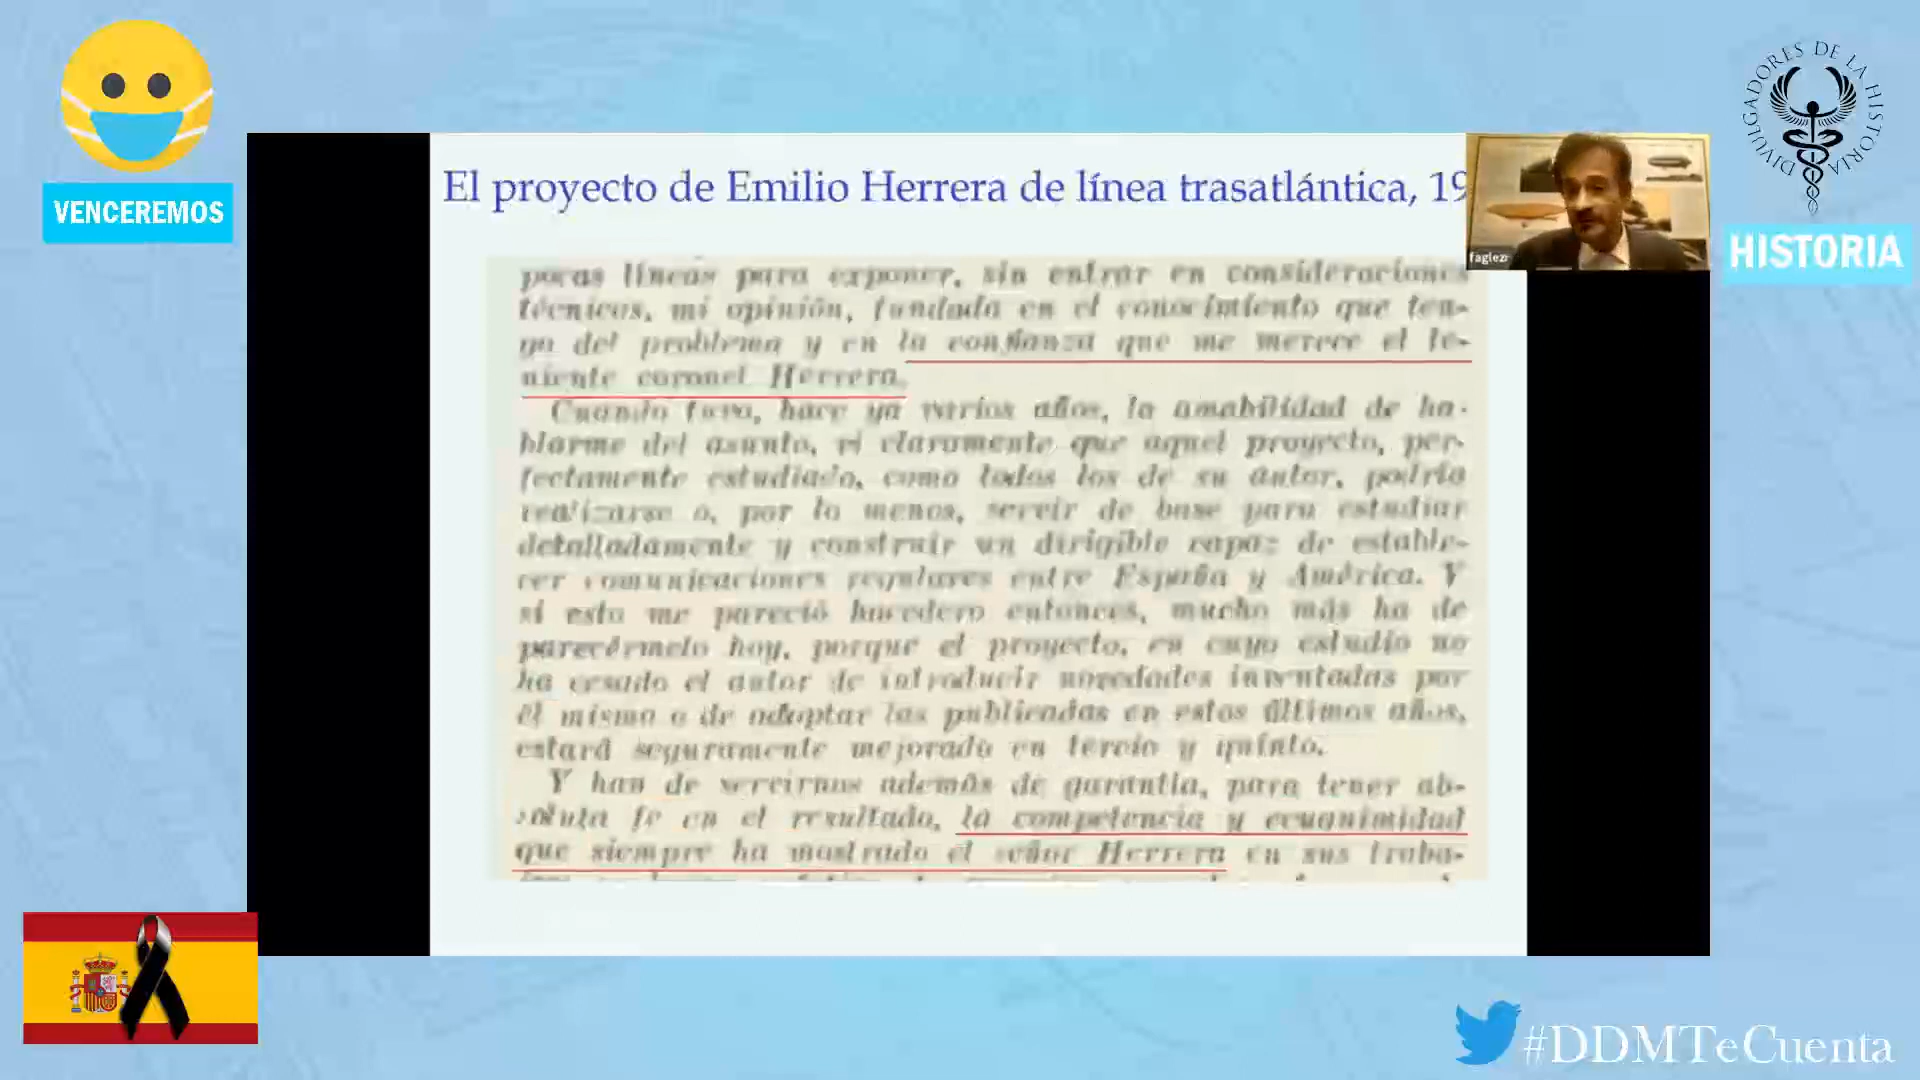 VENCEREMOS
DIVULGADORES DE LA HISTORIA
HISTORIA
El proyecto de Emilio Herrera de línea trasatlántica, 19
faglez
pocas líneas para exponer, sin entrar en consideraciones
técnicas, mi opinión, fundada en el conocimiento que ten-
go del problema y en la confianza que me merece el te-
niente coronel Herrera.
Cuando tuvo, hace ya varios años, la amabilidad de ha-
blarme del asunto, vi claramente que aquel proyecto, per-
fectamente estudiado, como todos los de su autor, podría
realizarse o, por lo menos, servir de base para estudiar
detalladamente y construir un dirigible capaz de estable-
cer comunicaciones regulares entre España y América. Y
si esto me pareció hacedero entonces, mucho más ha de
parecérmelo hoy, porque el proyecto, en cuyo estudio no
ha cesado el autor de introducir novedades inventadas por
él mismo o de adoptar las publicadas en estos últimos años,
estará seguramente mejorado en tercio y quinto.
Y han de servirnos además de garantía, para tener ab-
soluta fe en el resultado, la competencia y ecuanimidad
que siempre ha mostrado el señor Herrera en sus traba-
#DDMTeCuenta